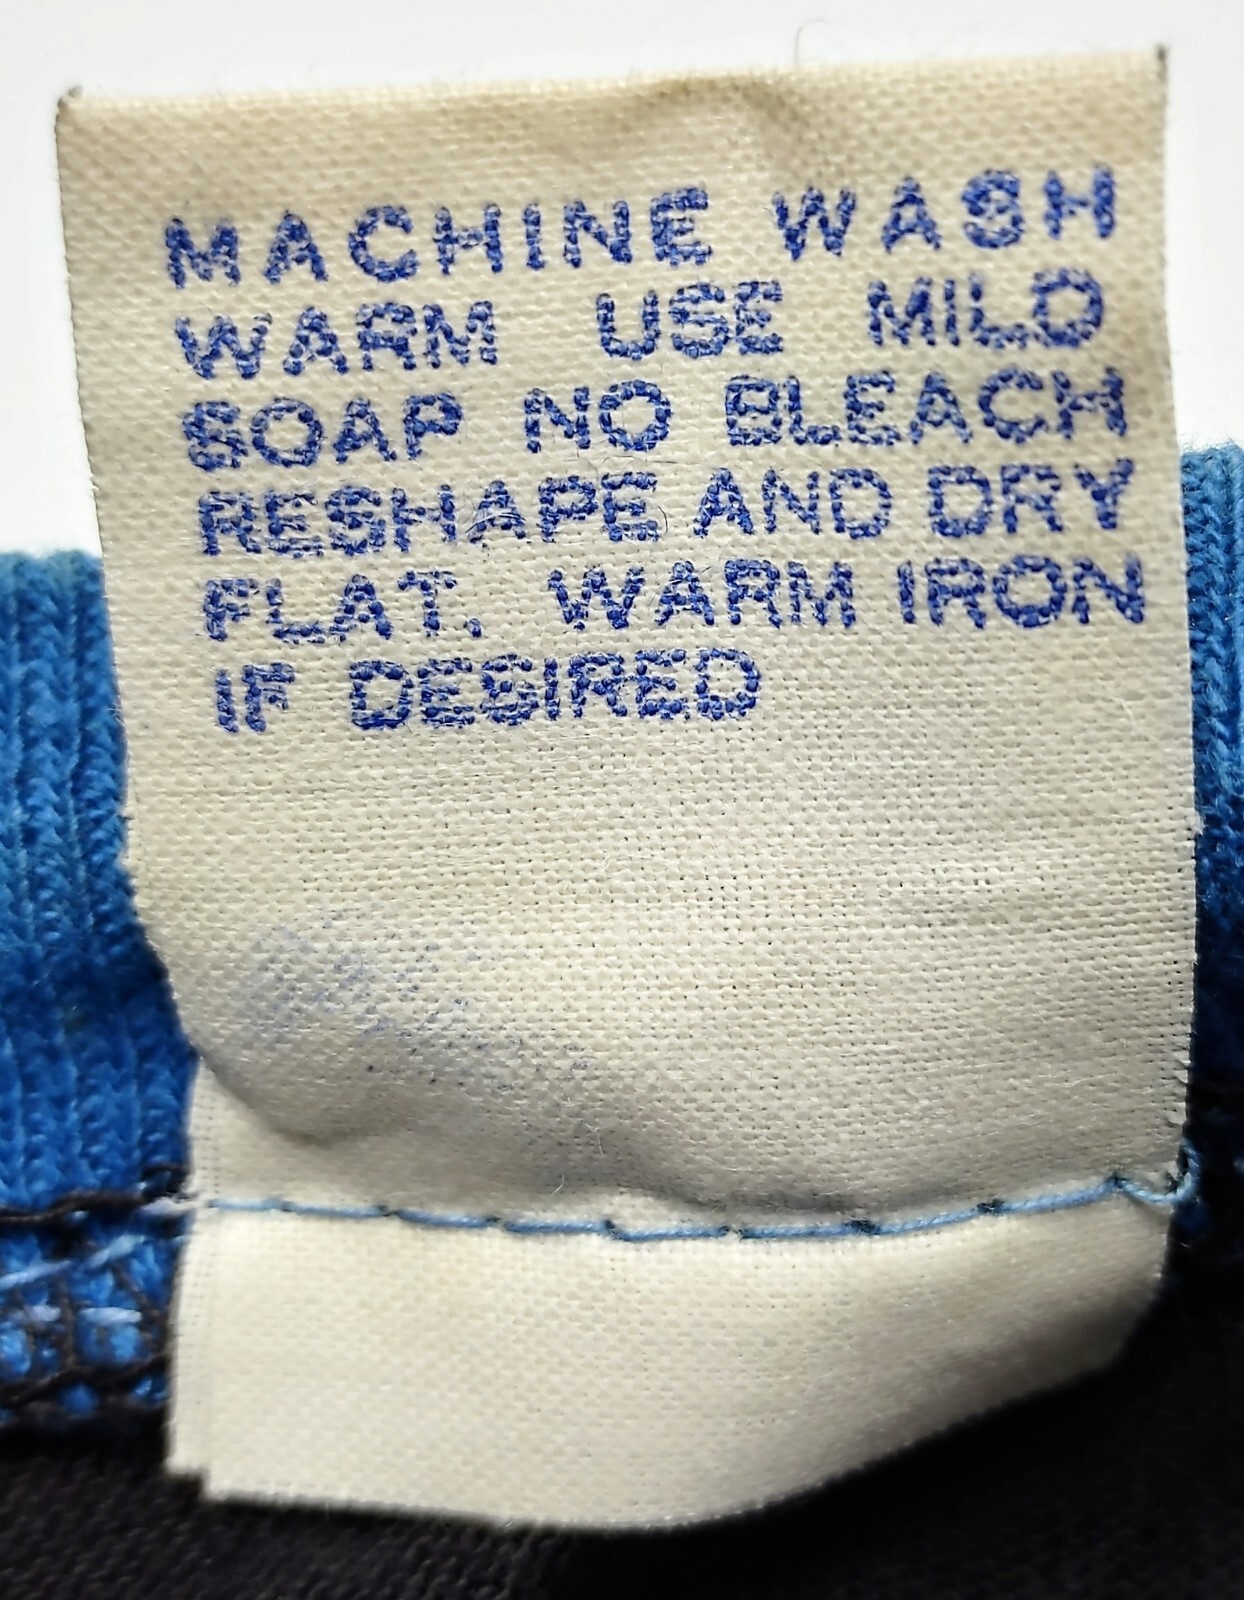 MACHINE WASH
WARM USE MILD
SOAP NO BLEACH
RESHAPE AND DRY
FLAT. WARM IRON
IF DESIRED